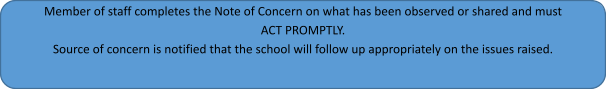 Member of staff completes the Note of Concern on what has been observed or shared and must
ACT PROMPTLY.
Source of concern is notified that the school will follow up appropriately on the issues raised.